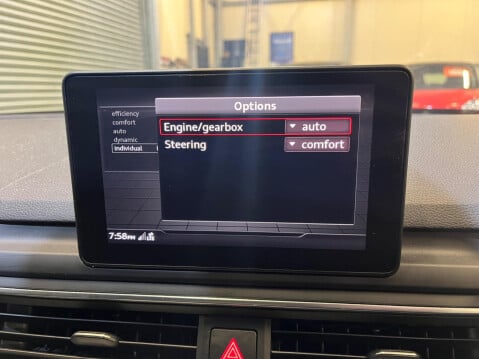 Options
efficiency
comfort
auto
dynamic
individual
Engine/gearbox auto
Steering comfort
7:58PM